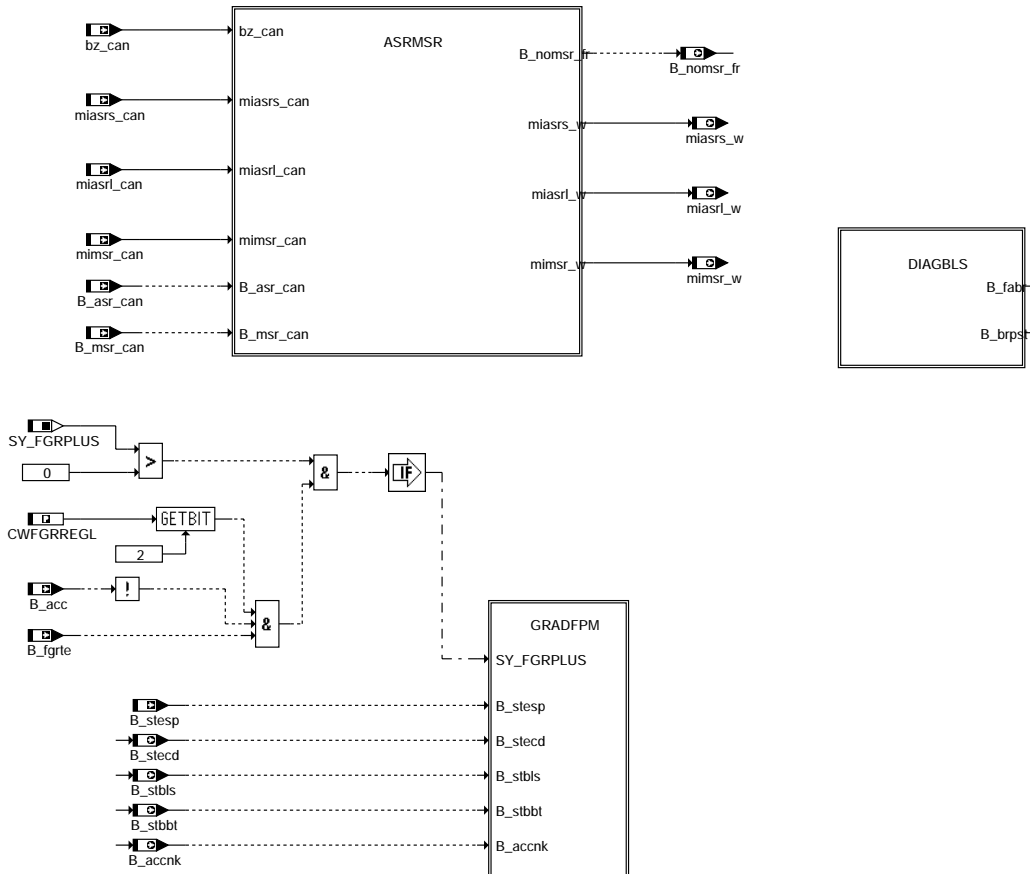 bz_can
bz_can
ASRMSR
B_nomsr_fr
B_nomsr_fr
miasrs_can
miasrs_can
miasrs_w
miasrs_w
miasrl_can
miasrl_can
miasrl_w
miasrl_w
mimsr_can
mimsr_can
mimsr_w
mimsr_w
DIAGBLS
B_asr_can
B_asr_can
B_fabr
B_msr_can
B_msr_can
B_brpst
SY_FGRPLUS
0
>
&
IF
CWFGRREGL
P
GETBIT
2
B_acc
!
B_fgrte
&
GRADFPM
SY_FGRPLUS
B_stesp
B_stesp
B_stecd
B_stecd
B_stbls
B_stbls
B_stbbt
B_stbbt
B_accnk
B_accnk